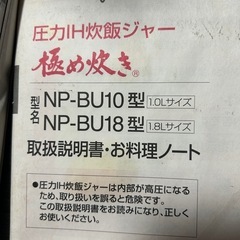 圧力IH炊飯ジャー
極め炊き®
型名 NP-BU10型 1.0Lサイズ
NP-BU18型 1.8Lサイズ
取扱説明書・お料理ノート
●圧力IH炊飯ジャーは内部が高圧になる
ため、取り扱いを誤ると危険です。
この取扱説明書をお読みになり、正しく
お使いください。